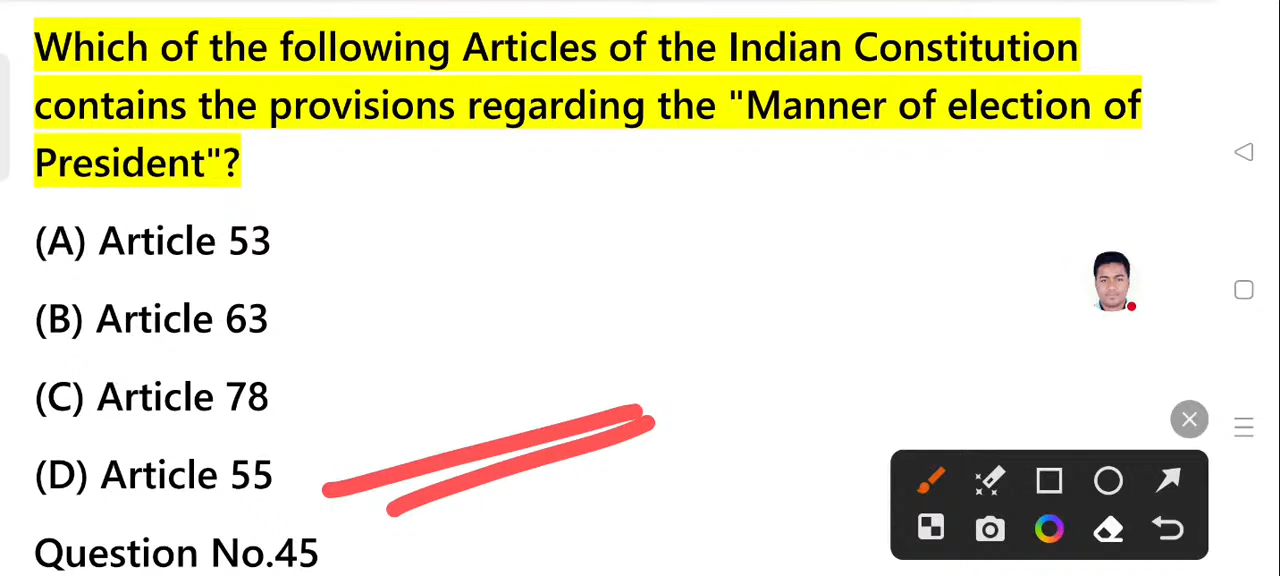 Which of the following Articles of the Indian Constitution
contains the provisions regarding the "Manner of election of
President"?
(A) Article 53
(B) Article 63
(C) Article 78
(D) Article 55
Question No.45